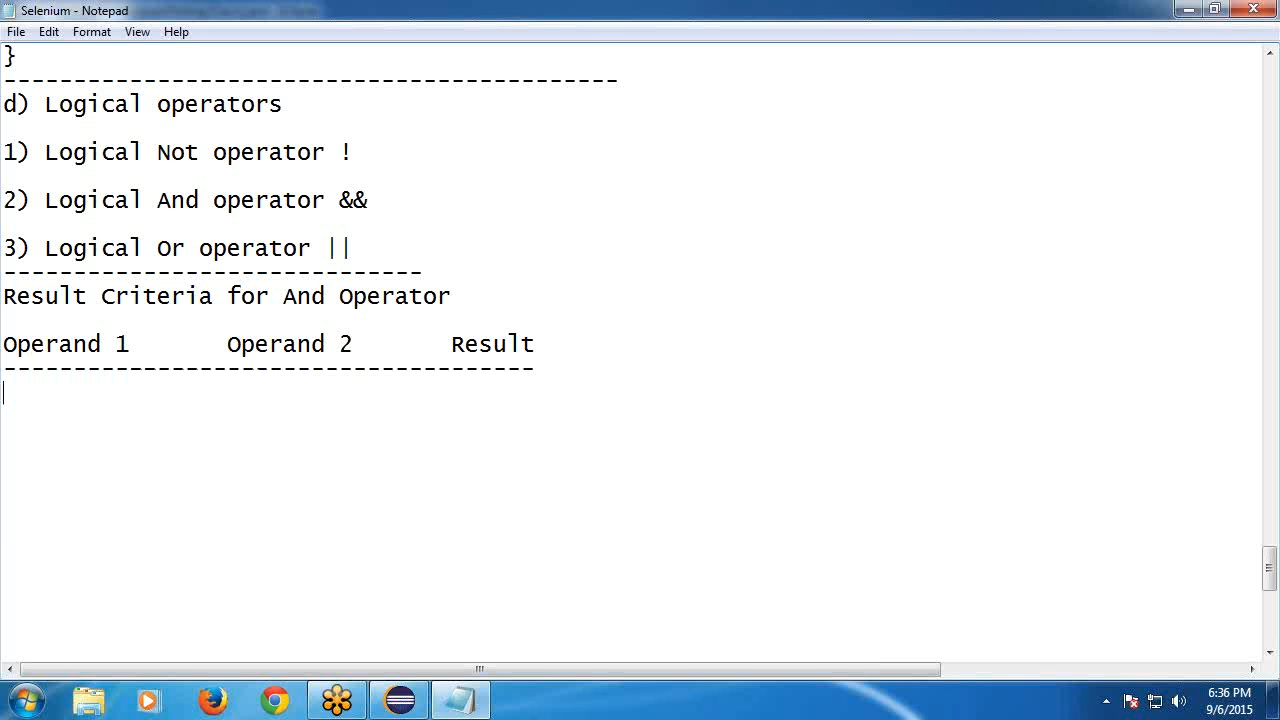 Selenium - Notepad
File Edit Format View Help
}
--------------------------------------------
d) Logical operators
1) Logical Not operator !
2) Logical And operator &&
3) Logical Or operator ||
------------------------------
Result Criteria for And Operator
Operand 1 Operand 2 Result
--------------------------------------
6:36 PM
9/6/2015